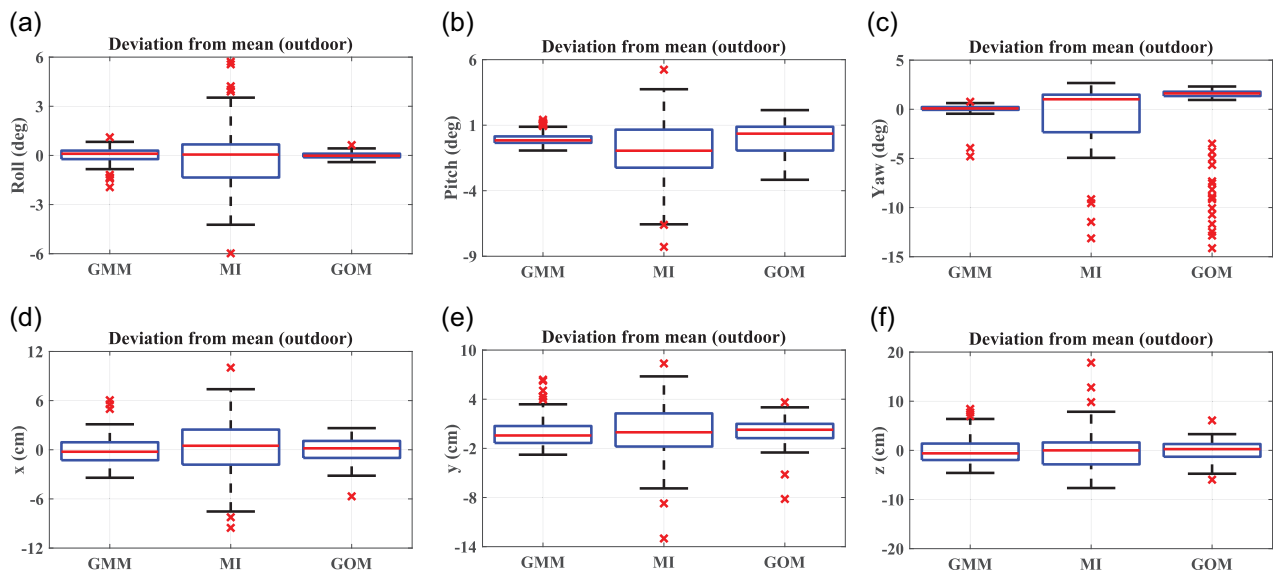 (a)
Deviation from mean (outdoor)
Roll (deg)
6
3
0
-3
-6
GMM MI GOM
(b)
Deviation from mean (outdoor)
Pitch (deg)
6
1
-4
-9
GMM MI GOM
(c)
Deviation from mean (outdoor)
Yaw (deg)
5
0
-5
-10
-15
GMM MI GOM
(d)
Deviation from mean (outdoor)
x (cm)
12
6
0
-6
-12
GMM MI GOM
(e)
Deviation from mean (outdoor)
y (cm)
10
4
-2
-8
-14
GMM MI GOM
(f)
Deviation from mean (outdoor)
z (cm)
20
10
0
-10
-20
GMM MI GOM